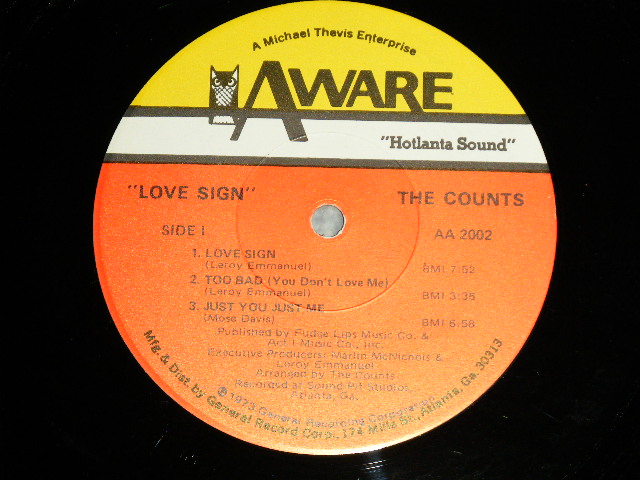 A Michael Thevis Enterprise
AWARE
"Hotlanta Sound"
"LOVE SIGN"
THE COUNTS
SIDE I
AA 2002
1. LOVE SIGN
(Leroy Emmanuel)
BMI 7:52
2. TOO BAD (You Don't Love Me)
(Leroy Emmanuel)
BMI 3:35
3. JUST YOU JUST ME
(Mose Davis)
BMI 6:58
Published by Fudge Lips Music Co. &
Act I Music Co., Inc.
Executive Producers: Martin McNichols &
Leroy Emmanuel
Arranged by The Counts
Recorded at Sound Pit Studios
Atlanta, Ga.
© 1973 General Recording Corporation
Mfg. & Dist. by General Record Corp., 174 Mills St., Atlanta, Ga. 30313